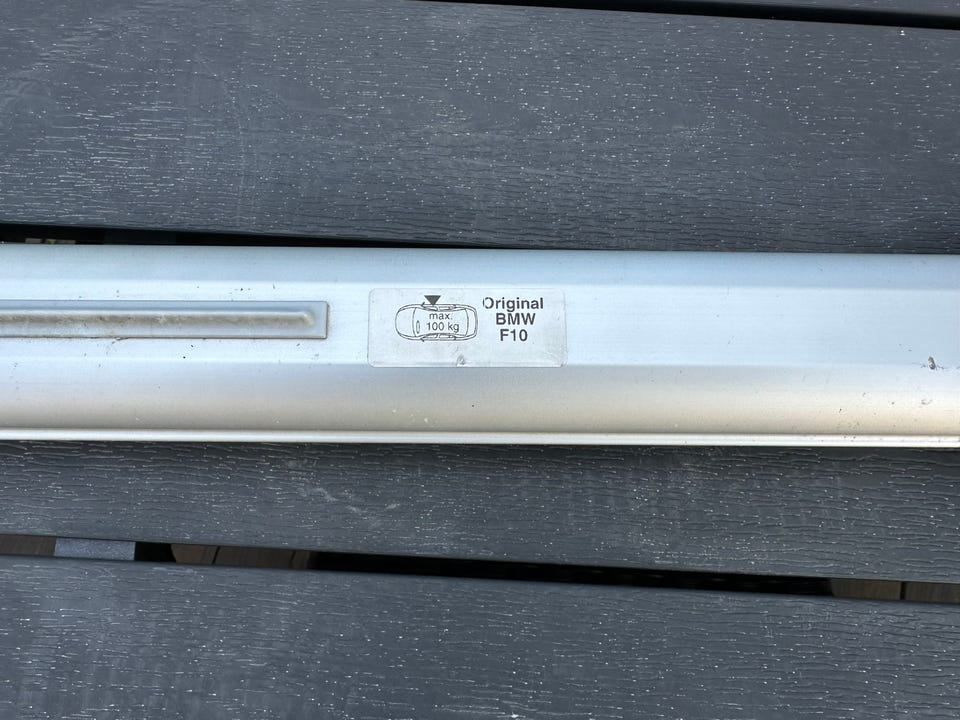 max.
100 kg
Original
BMW
F10